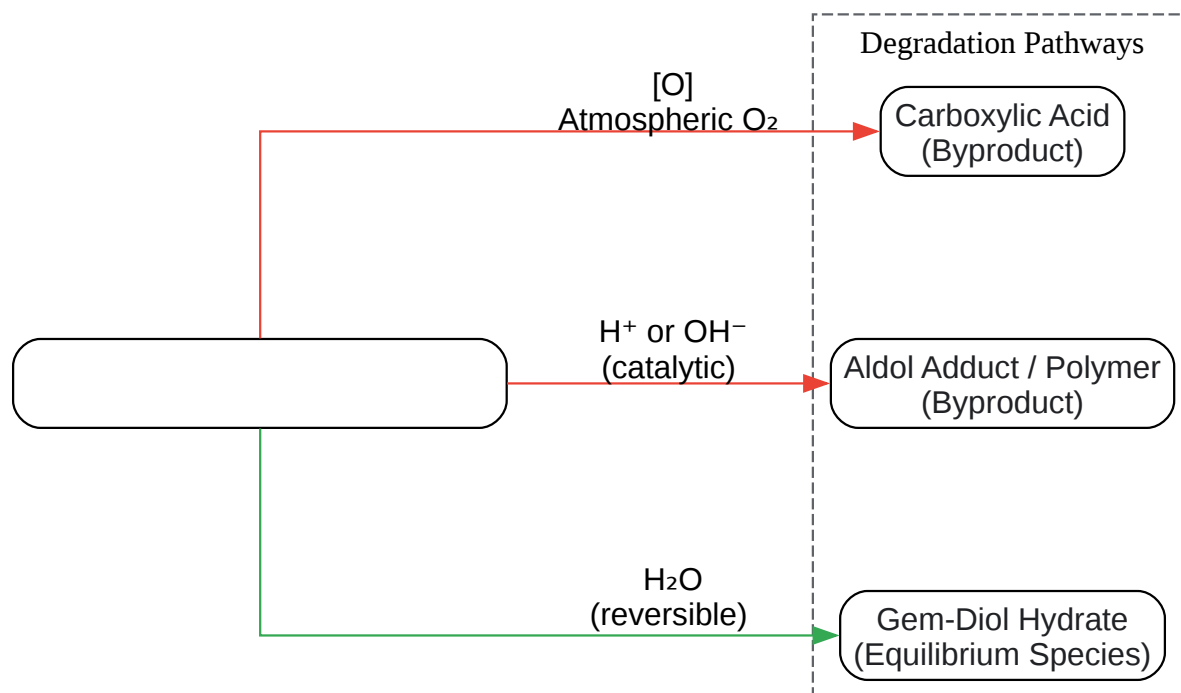 Degradation Pathways
[O]
Atmospheric O₂
Carboxylic Acid
(Byproduct)
H⁺ or OH⁻
(catalytic)
Aldol Adduct / Polymer
(Byproduct)
H₂O
(reversible)
Gem-Diol Hydrate
(Equilibrium Species)